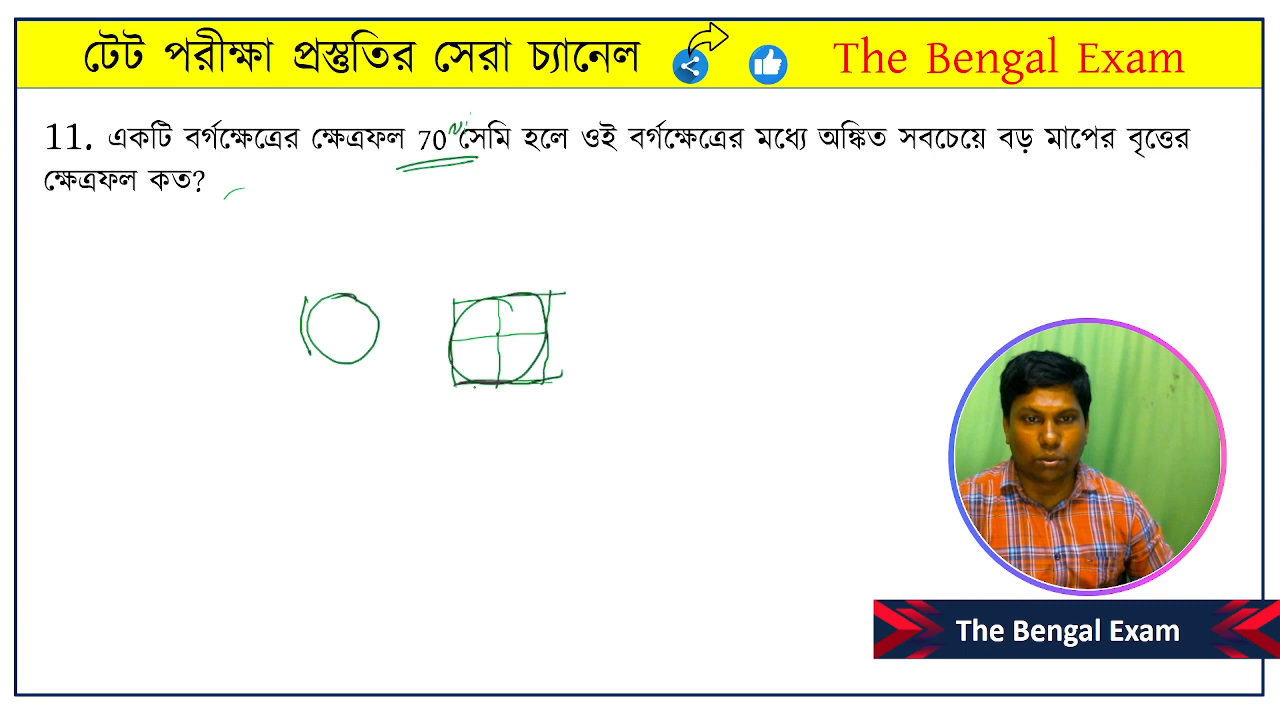 টেট পরীক্ষা প্রস্তুতির সেরা চ্যানেল The Bengal Exam
11. একটি বর্গক্ষেত্রের ক্ষেত্রফল 70 সেমি হলে ওই বর্গক্ষেত্রের মধ্যে অঙ্কিত সবচেয়ে বড় মাপের বৃত্তের
ক্ষেত্রফল কত?
The Bengal Exam